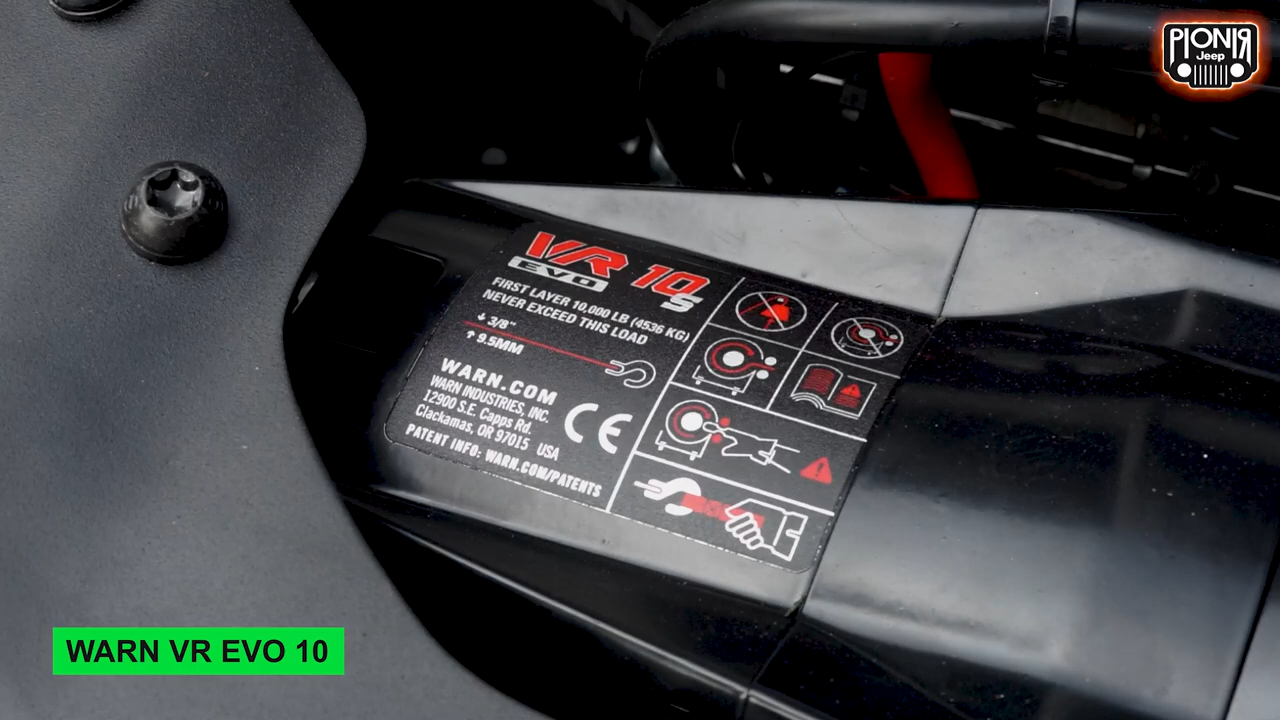 PIONIЯ
Jeep
VR 10
EVO S
FIRST LAYER 10,000 LB (4536 KG)
NEVER EXCEED THIS LOAD
↓ 3/8"
↑ 9.5MM
WARN.COM
WARN INDUSTRIES, INC.
12900 S.E. Capps Rd.
Clackamas, OR 97015 USA
CE
PATENT INFO: WARN.COM/PATENTS
WARN VR EVO 10